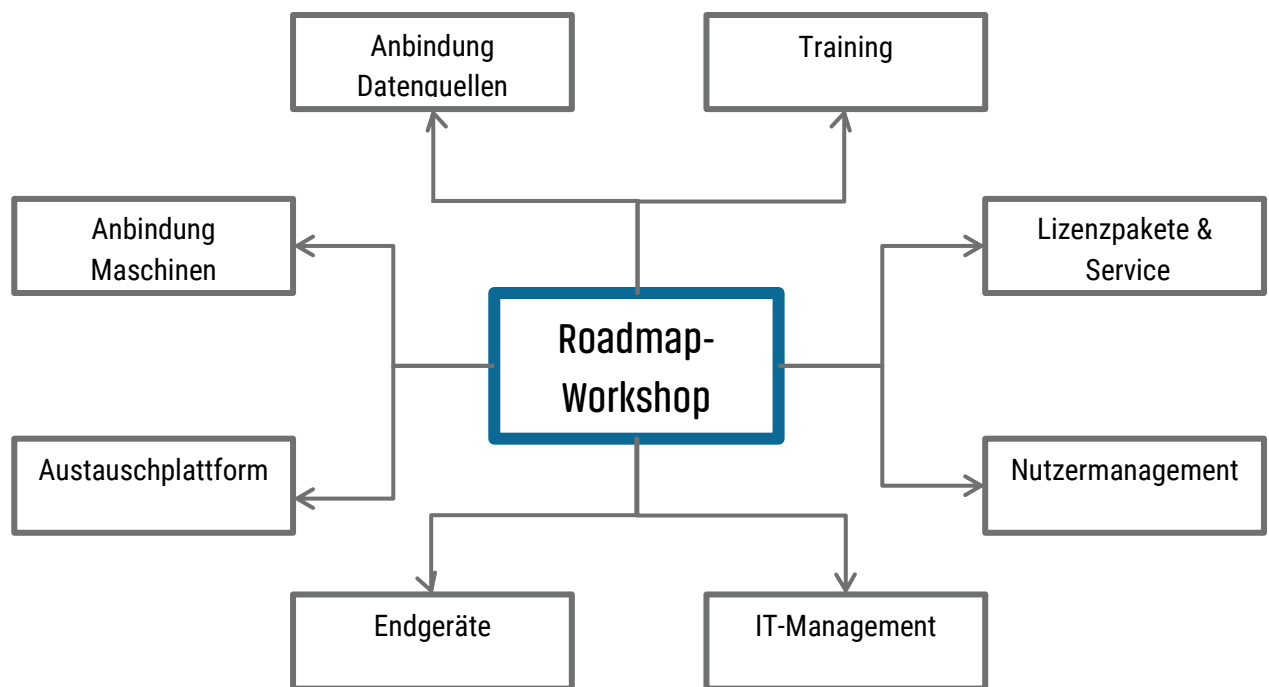 Anbindung
Datenquellen
Training
Anbindung
Maschinen
Lizenzpakete &
Service
Roadmap-
Workshop
Austauschplattform
Nutzermanagement
Endgeräte
IT-Management